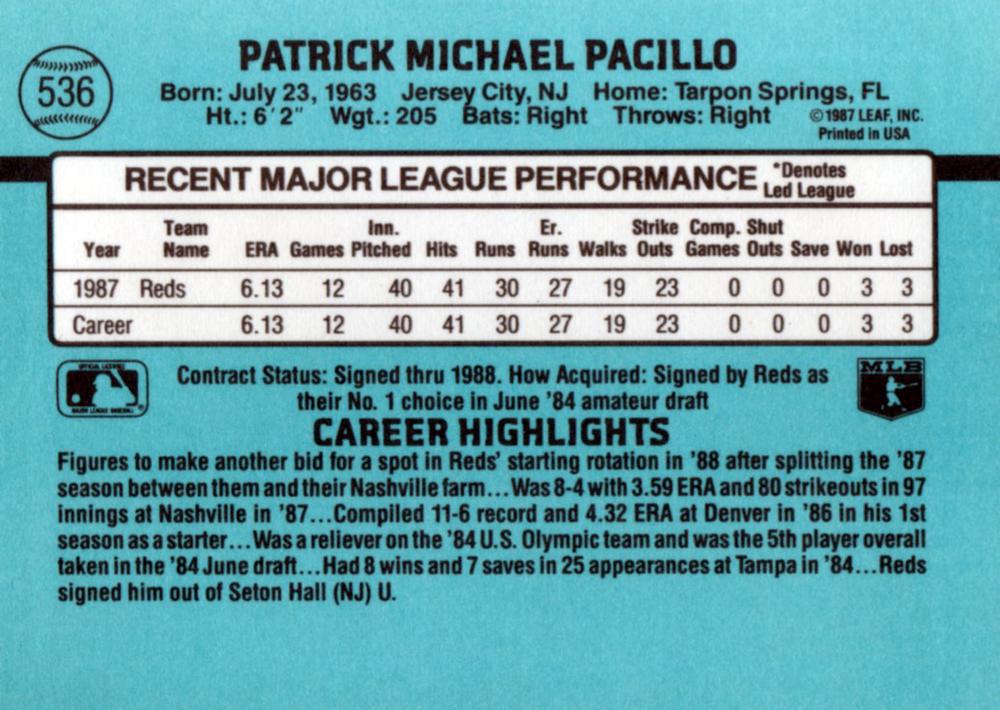 536
PATRICK MICHAEL PACILLO
Born: July 23, 1963 Jersey City, NJ Home: Tarpon Springs, FL
Ht.: 6'2" Wgt.: 205 Bats: Right Throws: Right
©1987 LEAF, INC.
Printed in USA
RECENT MAJOR LEAGUE PERFORMANCE *Denotes Led League
Year Team Name ERA Games Inn. Pitched Hits Runs Er. Runs Walks Strike Outs Comp. Games Shut Outs Save Won Lost
1987 Reds 6.13 12 40 41 30 27 19 23 0 0 0 3 3
Career 6.13 12 40 41 30 27 19 23 0 0 0 3 3
Contract Status: Signed thru 1988. How Acquired: Signed by Reds as
their No. 1 choice in June '84 amateur draft
MAJOR LEAGUE BASEBALL
MLB
CAREER HIGHLIGHTS
Figures to make another bid for a spot in Reds' starting rotation in '88 after splitting the '87
season between them and their Nashville farm...Was 8-4 with 3.59 ERA and 80 strikeouts in 97
innings at Nashville in '87...Compiled 11-6 record and 4.32 ERA at Denver in '86 in his 1st
season as a starter...Was a reliever on the '84 U.S. Olympic team and was the 5th player overall
taken in the '84 June draft...Had 8 wins and 7 saves in 25 appearances at Tampa in '84...Reds
signed him out of Seton Hall (NJ) U.